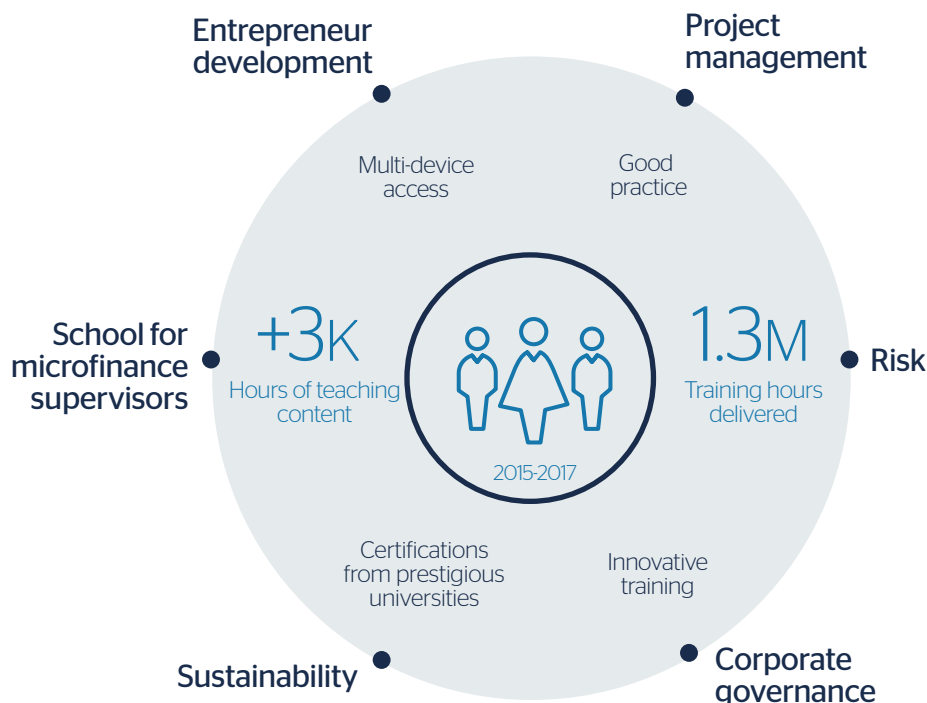 Entrepreneur
development
Project
management
Multi-device
access
Good
practice
School for
microfinance
supervisors
+3K
Hours of teaching
content
2015-2017
1.3M
Training hours
delivered
Risk
Certifications
from prestigious
universities
Innovative
training
Sustainability
Corporate
governance